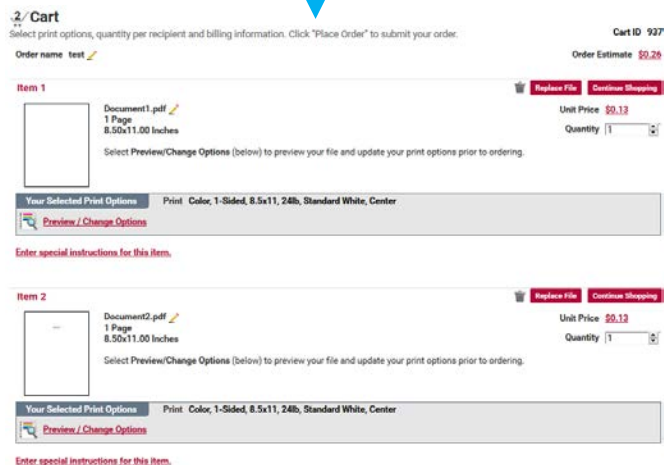 2 Cart
Select print options, quantity per recipient and billing information. Click "Place Order" to submit your order.
Cart ID 937
Order name test
Order Estimate $0.26
Item 1
Replace File Continue Shopping
Document1.pdf
Unit Price $0.13
1 Page
8.50x11.00 Inches
Quantity 1
Select Preview/Change Options (below) to preview your file and update your print options prior to ordering.
Your Selected Print Options Print Color, 1-Sided, 8.5x11, 24lb, Standard White, Center
Preview / Change Options
Enter special instructions for this item.
Item 2
Replace File Continue Shopping
Document2.pdf
Unit Price $0.13
1 Page
8.50x11.00 Inches
Quantity 1
Select Preview/Change Options (below) to preview your file and update your print options prior to ordering.
Your Selected Print Options Print Color, 1-Sided, 8.5x11, 24lb, Standard White, Center
Preview / Change Options
Enter special instructions for this item.